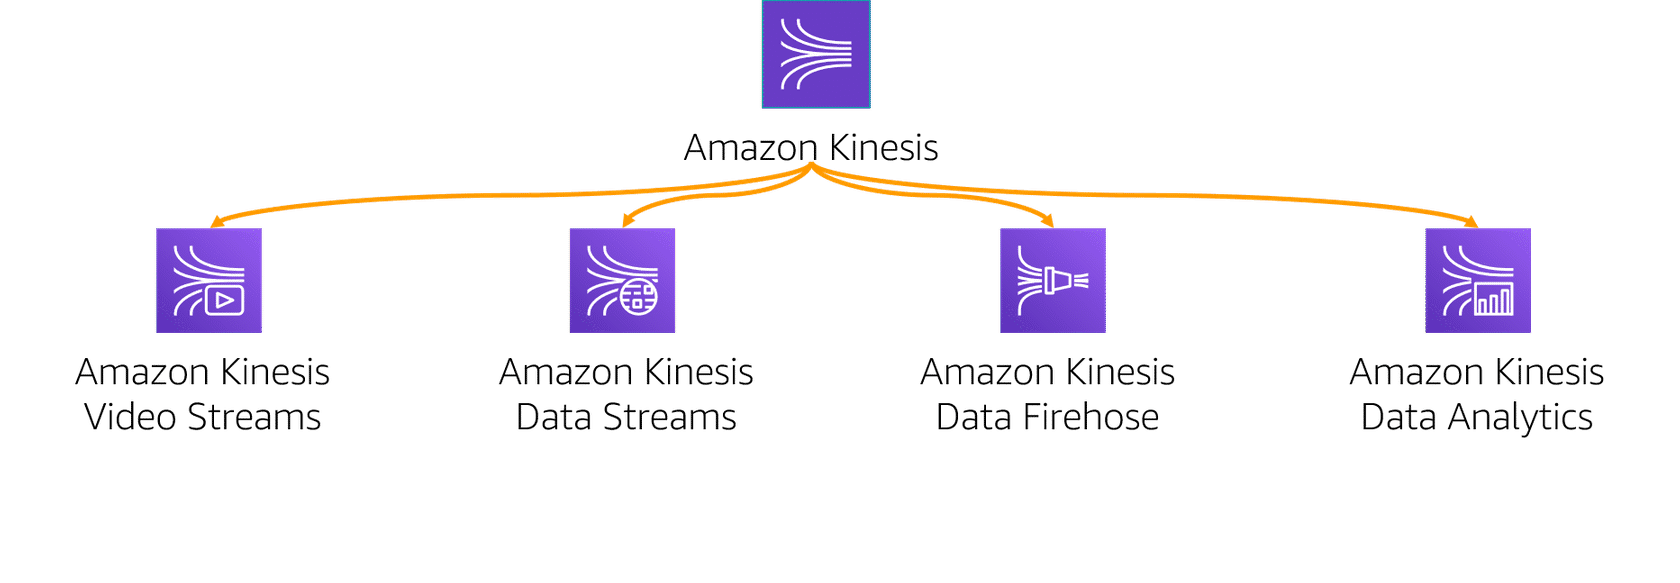 Amazon Kinesis
Amazon Kinesis
Video Streams
Amazon Kinesis
Data Streams
Amazon Kinesis
Data Firehose
Amazon Kinesis
Data Analytics